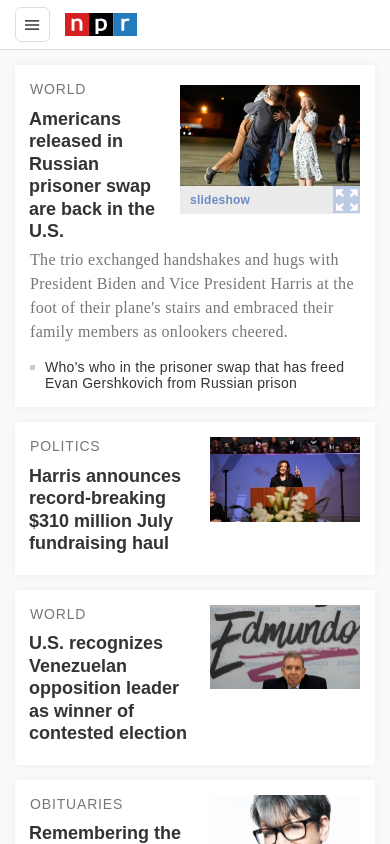 npr
WORLD
Americans
released in
Russian
prisoner swap
are back in the
U.S.
slideshow
The trio exchanged handshakes and hugs with
President Biden and Vice President Harris at the
foot of their plane's stairs and embraced their
family members as onlookers cheered.
Who's who in the prisoner swap that has freed
Evan Gershkovich from Russian prison
POLITICS
Harris announces
record-breaking
$310 million July
fundraising haul
WORLD
U.S. recognizes
Venezuelan
opposition leader
as winner of
contested election
Edmundo
OBITUARIES
Remembering the